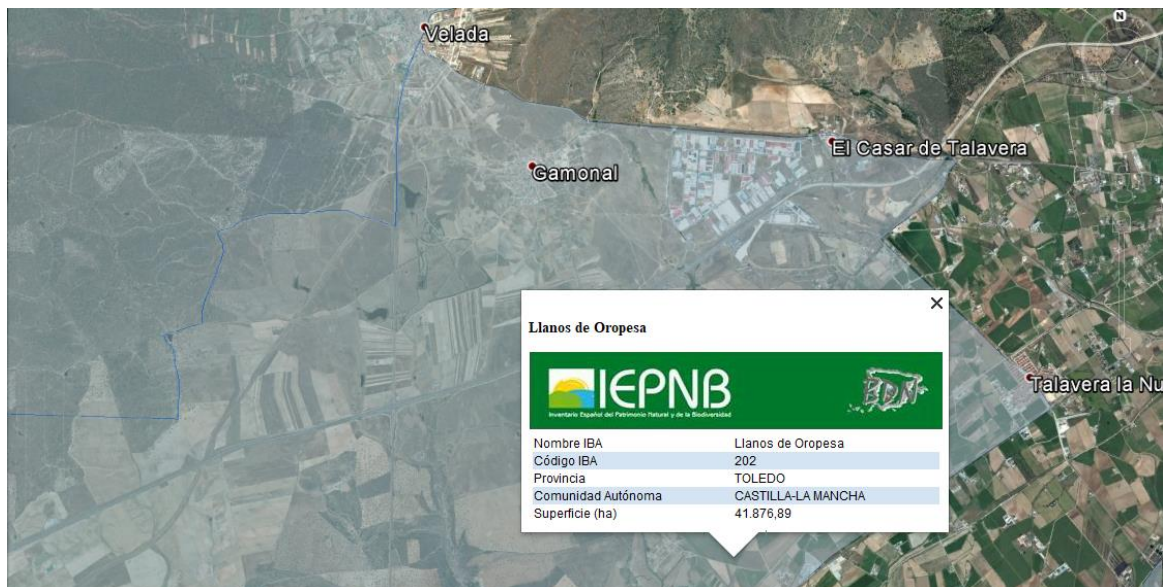 N
Velada
El Casar de Talavera
Gamonal
Llanos de Oropesa
IEPNB
Inventario Español del Patrimonio Natural y de la Biodiversidad
BDN
Nombre IBA Llanos de Oropesa
Código IBA 202
Provincia TOLEDO
Comunidad Autónoma CASTILLA-LA MANCHA
Superficie (ha) 41.876,89
Talavera la Nu